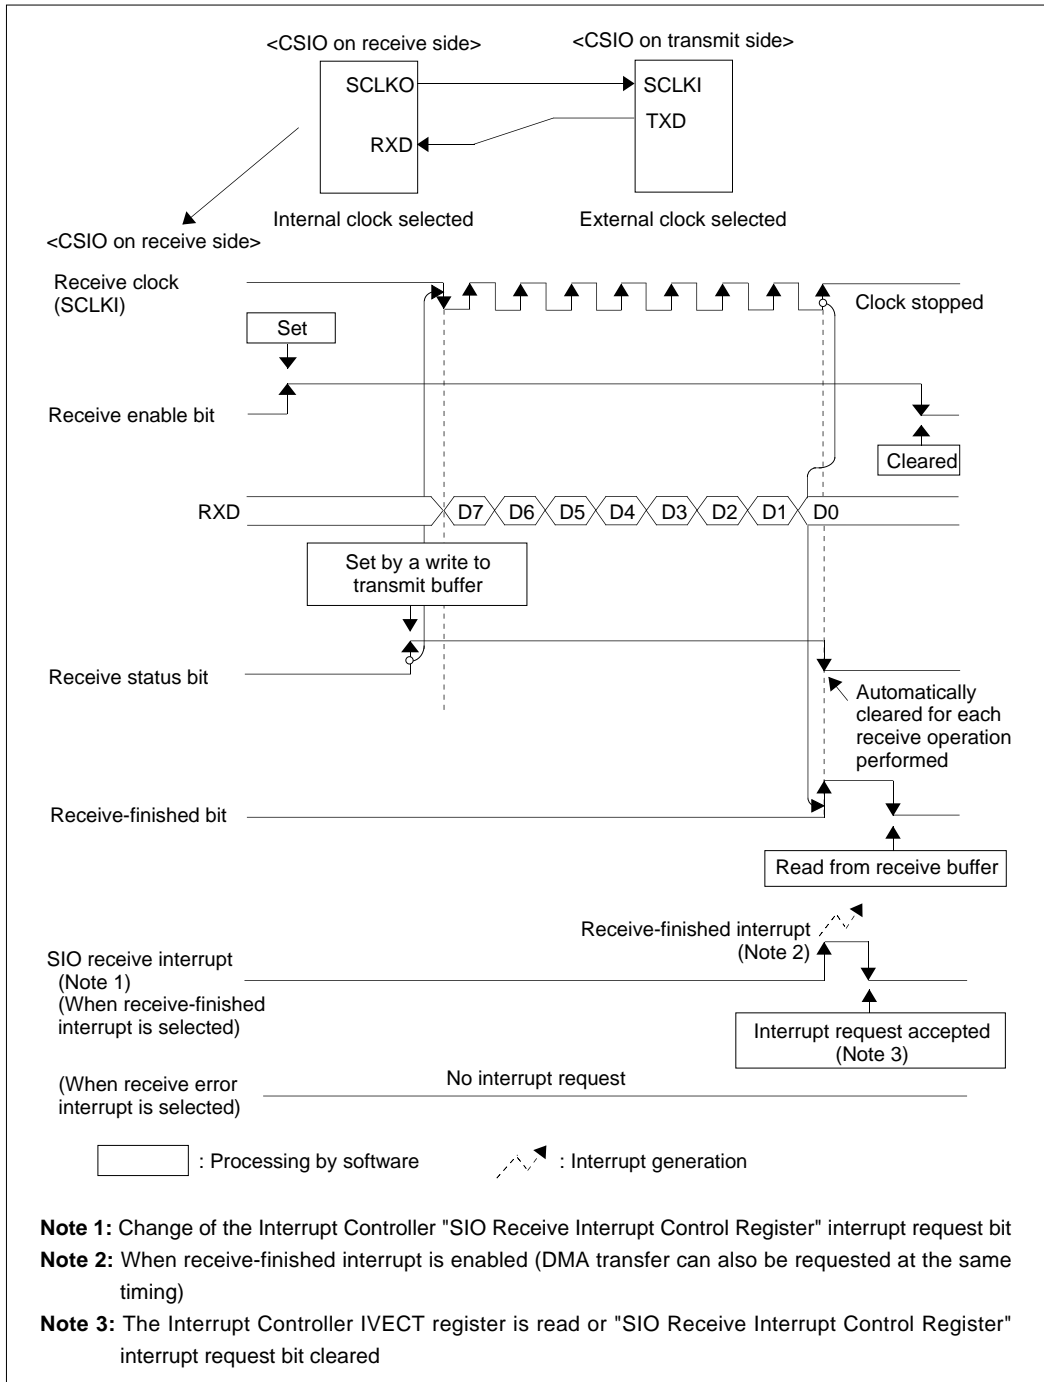 <CSIO on receive side>
<CSIO on transmit side>
SCLKO
SCLKI
TXD
RXD
Internal clock selected
External clock selected
<CSIO on receive side>
Receive clock
(SCLKI)
Clock stopped
Set
Receive enable bit
Cleared
RXD
D7
D6
D5
D4
D3
D2
D1
D0
Set by a write to
transmit buffer
Receive status bit
Automatically
cleared for each
receive operation
performed
Receive-finished bit
Read from receive buffer
Receive-finished interrupt
(Note 2)
SIO receive interrupt
(Note 1)
(When receive-finished
interrupt is selected)
Interrupt request accepted
(Note 3)
(When receive error
interrupt is selected)
No interrupt request
: Processing by software
: Interrupt generation
Note 1: Change of the Interrupt Controller "SIO Receive Interrupt Control Register" interrupt request bit
Note 2: When receive-finished interrupt is enabled (DMA transfer can also be requested at the same
timing)
Note 3: The Interrupt Controller IVECT register is read or "SIO Receive Interrupt Control Register"
interrupt request bit cleared